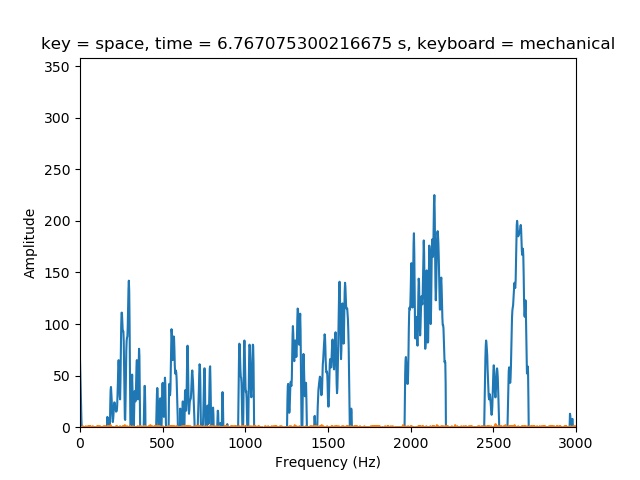 key = space, time = 6.767075300216675 s, keyboard = mechanical
350
300
250
200
150
100
50
0
Amplitude
0 500 1000 1500 2000 2500 3000
Frequency (Hz)